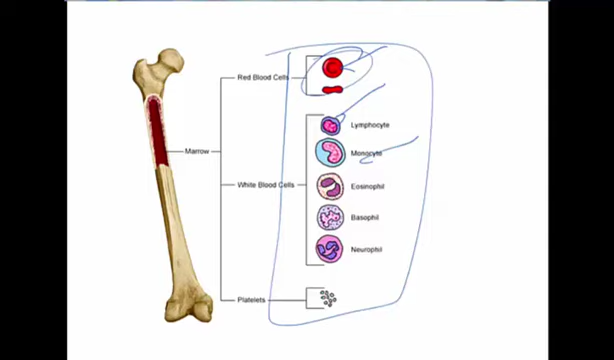 Red Blood Cells
Lymphocyte
Monocyte
Marrow
White Blood Cells
Eosinophil
Basophil
Neurophil
Platelets